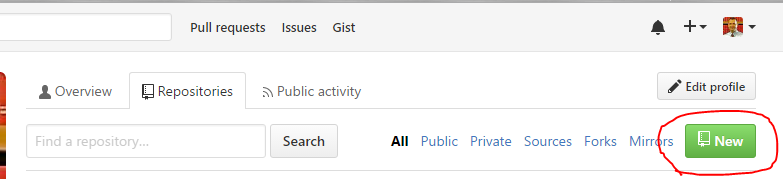 Pull requests Issues Gist
Overview Repositories Public activity Edit profile
Find a repository... Search All Public Private Sources Forks Mirrors New